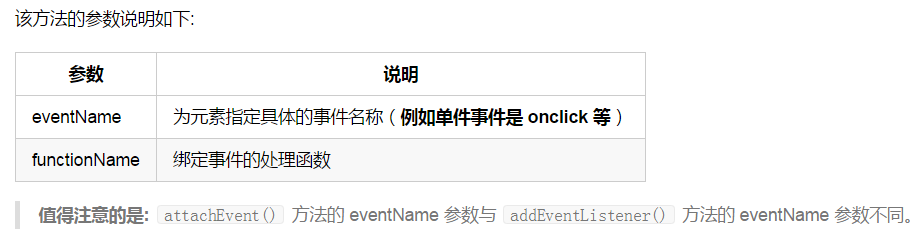 该方法的参数说明如下:
参数 说明
eventName 为元素指定具体的事件名称（例如单件事件是 onclick 等）
functionName 绑定事件的处理函数
值得注意的是: attachEvent() 方法的 eventName 参数与 addEventListener() 方法的 eventName 参数不同。